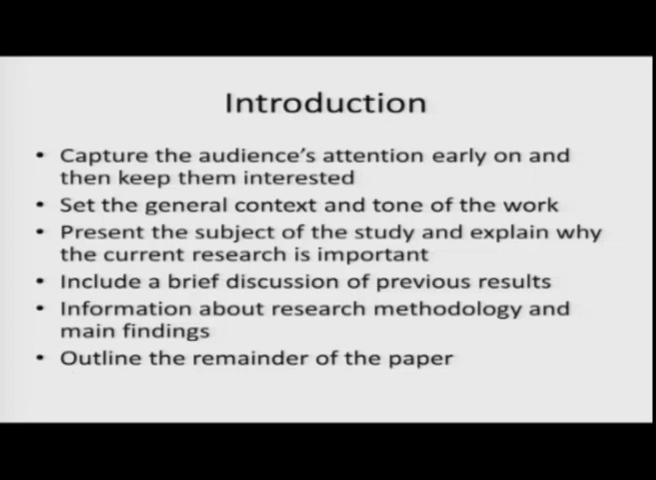 Introduction
• Capture the audience's attention early on and
then keep them interested
• Set the general context and tone of the work
• Present the subject of the study and explain why
the current research is important
• Include a brief discussion of previous results
• Information about research methodology and
main findings
• Outline the remainder of the paper